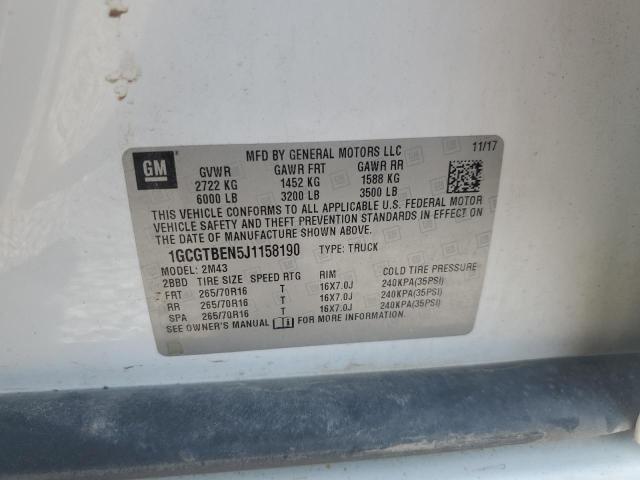 GM
MFD BY GENERAL MOTORS LLC
11/17
GVWR GAWR FRT GAWR RR
2722 KG 1452 KG 1588 KG
6000 LB 3200 LB 3500 LB
THIS VEHICLE CONFORMS TO ALL APPLICABLE U.S. FEDERAL MOTOR
VEHICLE SAFETY AND THEFT PREVENTION STANDARDS IN EFFECT ON
THE DATE OF MANUFACTURE SHOWN ABOVE.
1GCGTBEN5J1158190 TYPE: TRUCK
MODEL: 2M43
2BBD TIRE SIZE SPEED RTG RIM COLD TIRE PRESSURE
FRT 265/70R16 T 16X7.0J 240KPA(35PSI)
RR 265/70R16 T 16X7.0J 240KPA(35PSI)
SPA 265/70R16 T 16X7.0J 240KPA(35PSI)
SEE OWNER'S MANUAL FOR MORE INFORMATION.